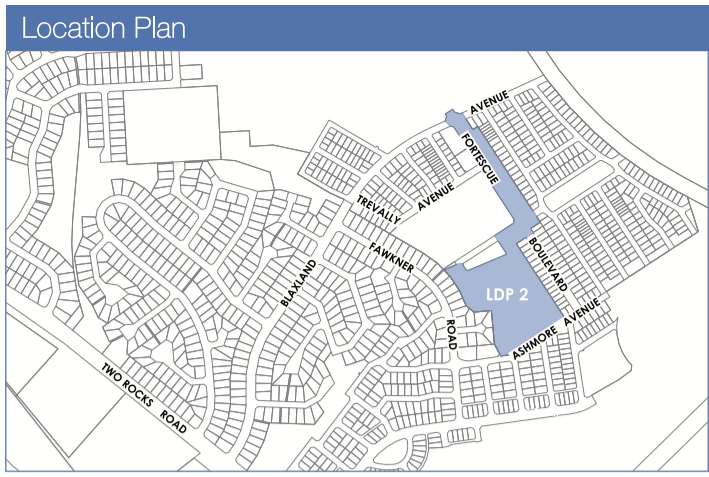 Location Plan
AVENUE
FORTESCUE
TREVALLY
AVENUE
FAWKNER
BLAXLAND
BOULEVARD
LDP 2
ROAD
ASHMORE AVENUE
TWO ROCKS ROAD